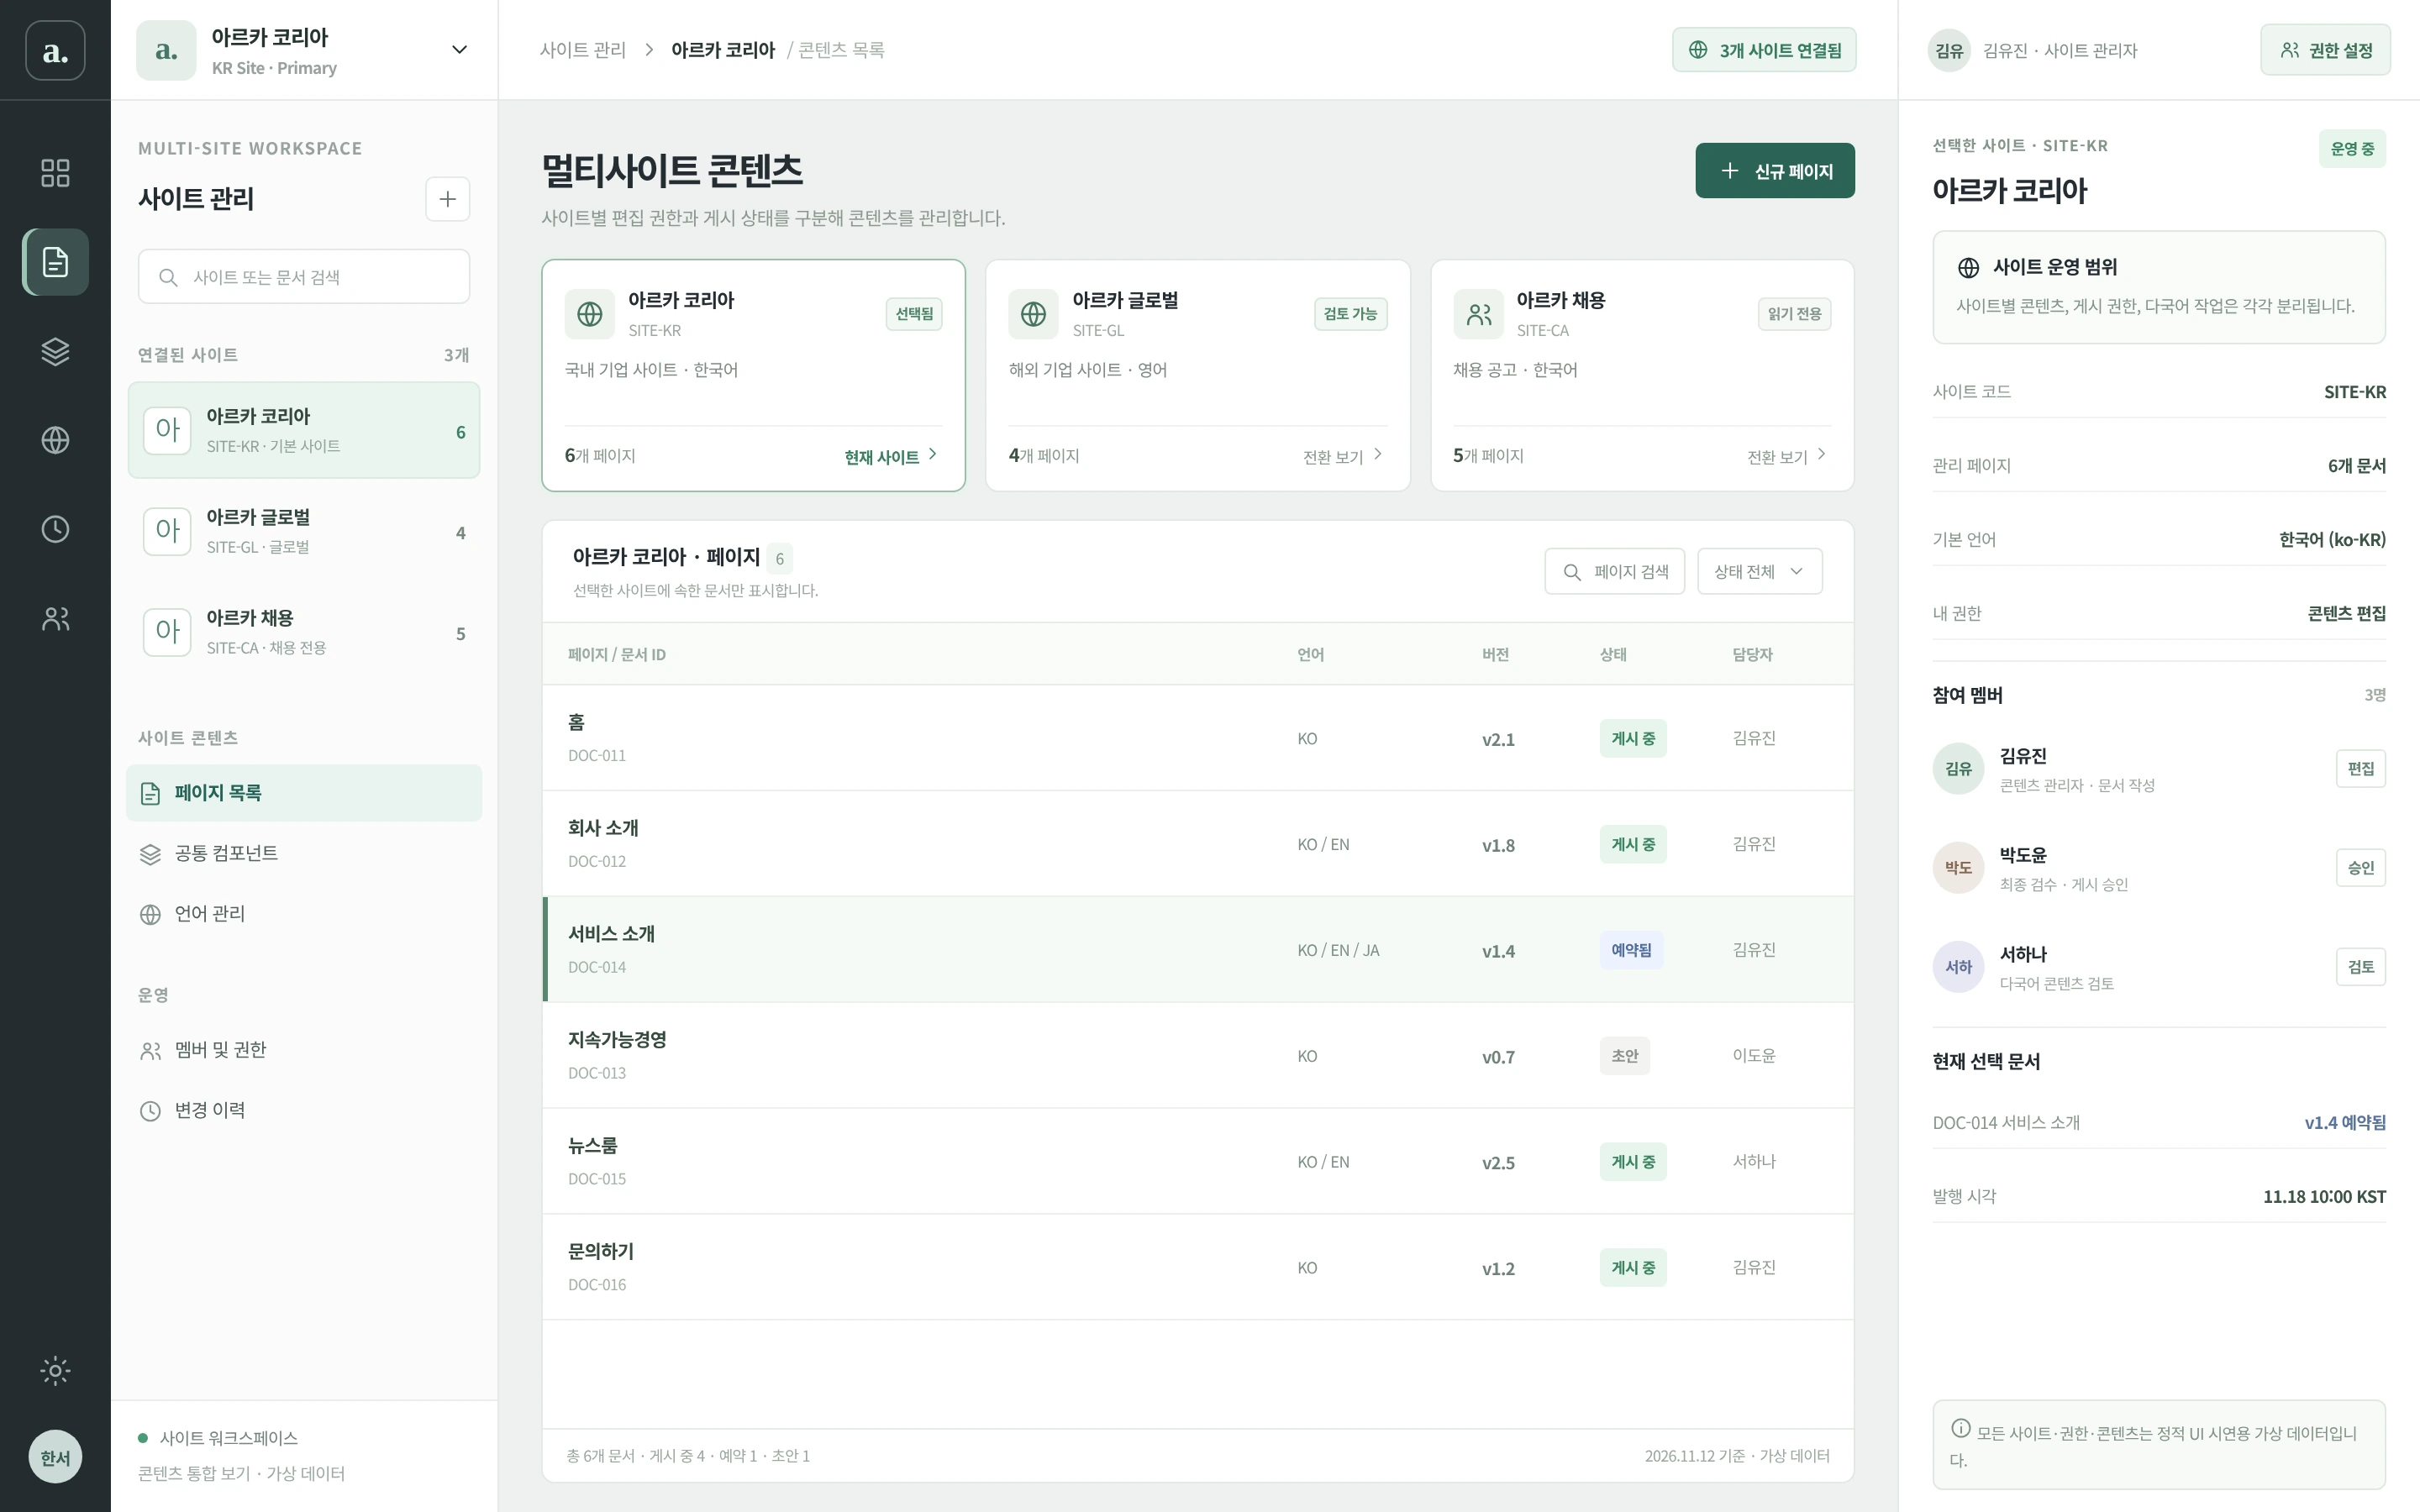 a.
한서
a.
아르카 코리아
KR Site · Primary
MULTI-SITE WORKSPACE
사이트 관리
사이트 또는 문서 검색
연결된 사이트 3개
아
아르카 코리아
SITE-KR · 기본 사이트
6
아
아르카 글로벌
SITE-GL · 글로벌
4
아
아르카 채용
SITE-CA · 채용 전용
5
사이트 콘텐츠
페이지 목록
공통 컴포넌트
언어 관리
운영
멤버 및 권한
변경 이력
사이트 워크스페이스
콘텐츠 통합 보기 · 가상 데이터
사이트 관리 아르카 코리아 / 콘텐츠 목록
3개 사이트 연결됨
멀티사이트 콘텐츠
사이트별 편집 권한과 게시 상태를 구분해 콘텐츠를 관리합니다.
신규 페이지
아르카 코리아
SITE-KR
선택됨
국내 기업 사이트 · 한국어
6개 페이지
현재 사이트
아르카 글로벌
SITE-GL
검토 가능
해외 기업 사이트 · 영어
4개 페이지
전환 보기
아르카 채용
SITE-CA
읽기 전용
채용 공고 · 한국어
5개 페이지
전환 보기
아르카 코리아 · 페이지 6
선택한 사이트에 속한 문서만 표시합니다.
페이지 검색
상태 전체
페이지 / 문서 ID 언어 버전 상태 담당자
홈
DOC-011
KO v2.1 게시 중 김유진
회사 소개
DOC-012
KO / EN v1.8 게시 중 김유진
서비스 소개
DOC-014
KO / EN / JA v1.4 예약됨 김유진
지속가능경영
DOC-013
KO v0.7 초안 이도윤
뉴스룸
DOC-015
KO / EN v2.5 게시 중 서하나
문의하기
DOC-016
KO v1.2 게시 중 김유진
총 6개 문서 · 게시 중 4 · 예약 1 · 초안 1
2026.11.12 기준 · 가상 데이터
김유 김유진 · 사이트 관리자
권한 설정
선택한 사이트 · SITE-KR
운영 중
아르카 코리아
사이트 운영 범위
사이트별 콘텐츠, 게시 권한, 다국어 작업은 각각 분리됩니다.
사이트 코드 SITE-KR
관리 페이지 6개 문서
기본 언어 한국어 (ko-KR)
내 권한 콘텐츠 편집
참여 멤버 3명
김유
김유진
콘텐츠 관리자 · 문서 작성
편집
박도
박도윤
최종 검수 · 게시 승인
승인
서하
서하나
다국어 콘텐츠 검토
검토
현재 선택 문서
DOC-014 서비스 소개 v1.4 예약됨
발행 시각 11.18 10:00 KST
모든 사이트·권한·콘텐츠는 정적 UI 시연용 가상 데이터입니
다.